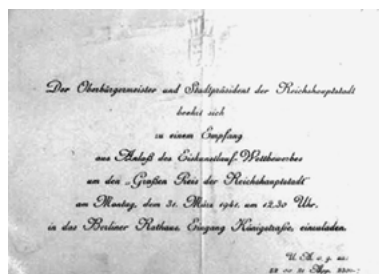 Der Oberbürgermeister und Stadtpräsident der Reichshauptstadt
beehrt sich
zu einem Empfang
aus Anlaß des Eiskunstlauf-Wettbewerbes
um den „Großen Preis der Reichshauptstadt"
am Montag, dem 31. März 1941, um 12.30 Uhr,
in das Berliner Rathaus, Eingang Königstraße, einzuladen.
U. A. w. g. an: